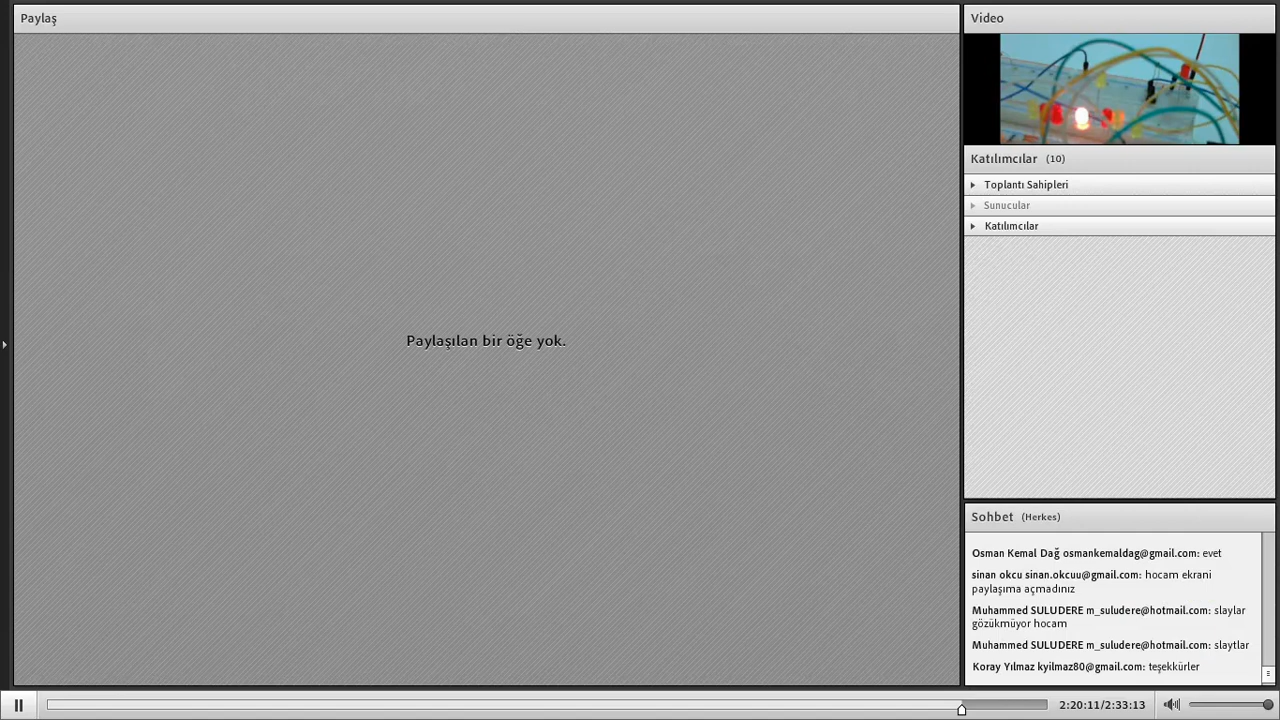 Paylaş
Paylaşılan bir öğe yok.
Video
Katılımcılar (10)
Toplantı Sahipleri
Sunucular
Katılımcılar
Sohbet (Herkes)
Osman Kemal Dağ osmankemaldag@gmail.com: evet
sinan okcu sinan.okcuu@gmail.com: hocam ekrani
paylaşıma açmadınız
Muhammed SULUDERE m_suludere@hotmail.com: slaylar
gözükmüyor hocam
Muhammed SULUDERE m_suludere@hotmail.com: slaytlar
Koray Yılmaz kyilmaz80@gmail.com: teşekkürler
2:20:11/2:33:13